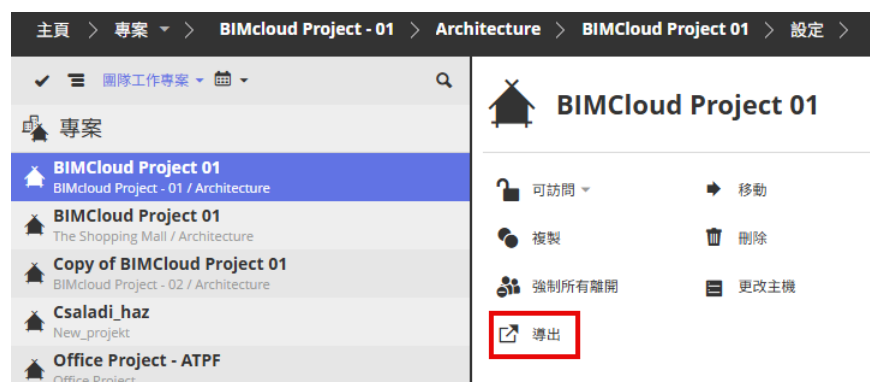 主頁 > 專案 > BIMcloud Project - 01 > Architecture > BIMCloud Project 01 > 設定 >
團隊工作專案
專案
BIMCloud Project 01
BIMcloud Project - 01 / Architecture
BIMCloud Project 01
The Shopping Mall / Architecture
Copy of BIMCloud Project 01
BIMcloud Project - 02 / Architecture
Csaladi_haz
New_projekt
Office Project - ATPF
Office Project
BIMCloud Project 01
可訪問
移動
複製
刪除
強制所有離開
更改主機
導出